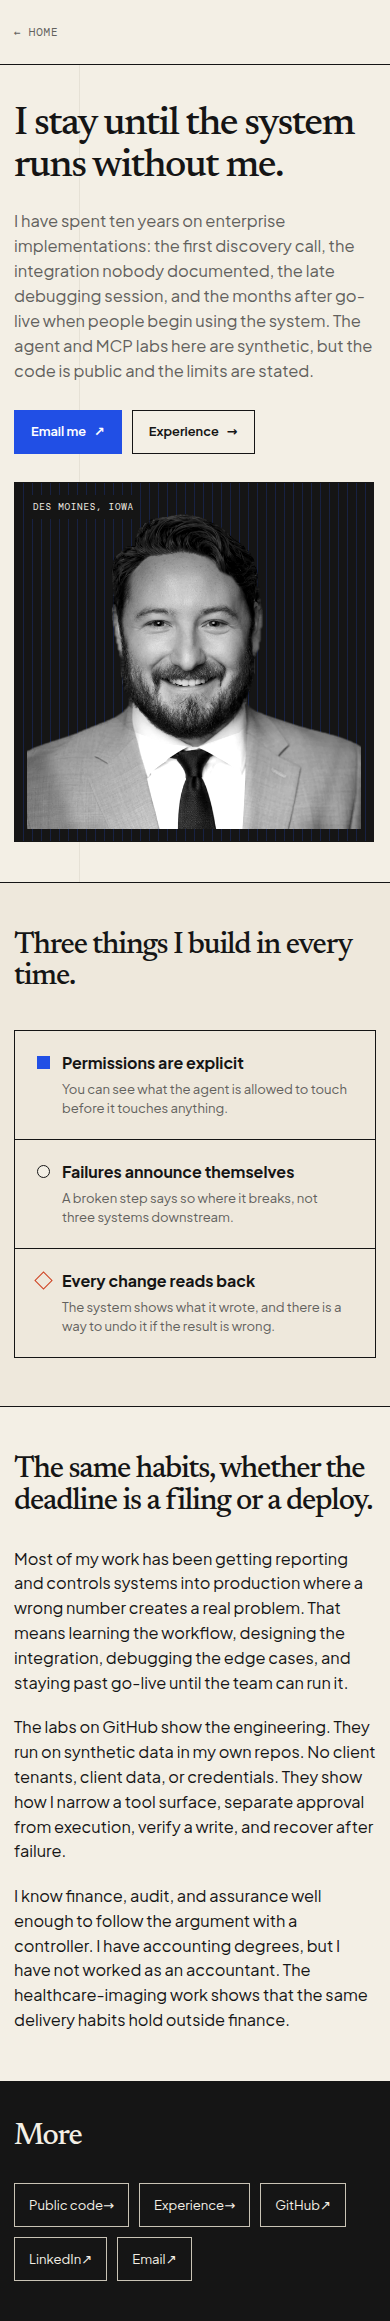 ← HOME
I stay until the system
runs without me.
I have spent ten years on enterprise
implementations: the first discovery call, the
integration nobody documented, the late
debugging session, and the months after go-
live when people begin using the system. The
agent and MCP labs here are synthetic, but the
code is public and the limits are stated.
Email me ↗ Experience →
DES MOINES, IOWA
Three things I build in every
time.
Permissions are explicit
You can see what the agent is allowed to touch
before it touches anything.
Failures announce themselves
A broken step says so where it breaks, not
three systems downstream.
Every change reads back
The system shows what it wrote, and there is a
way to undo it if the result is wrong.
The same habits, whether the
deadline is a filing or a deploy.
Most of my work has been getting reporting
and controls systems into production where a
wrong number creates a real problem. That
means learning the workflow, designing the
integration, debugging the edge cases, and
staying past go-live until the team can run it.
The labs on GitHub show the engineering. They
run on synthetic data in my own repos. No client
tenants, client data, or credentials. They show
how I narrow a tool surface, separate approval
from execution, verify a write, and recover after
failure.
I know finance, audit, and assurance well
enough to follow the argument with a
controller. I have accounting degrees, but I
have not worked as an accountant. The
healthcare-imaging work shows that the same
delivery habits hold outside finance.
More
Public code→ Experience→ GitHub↗
LinkedIn↗ Email↗